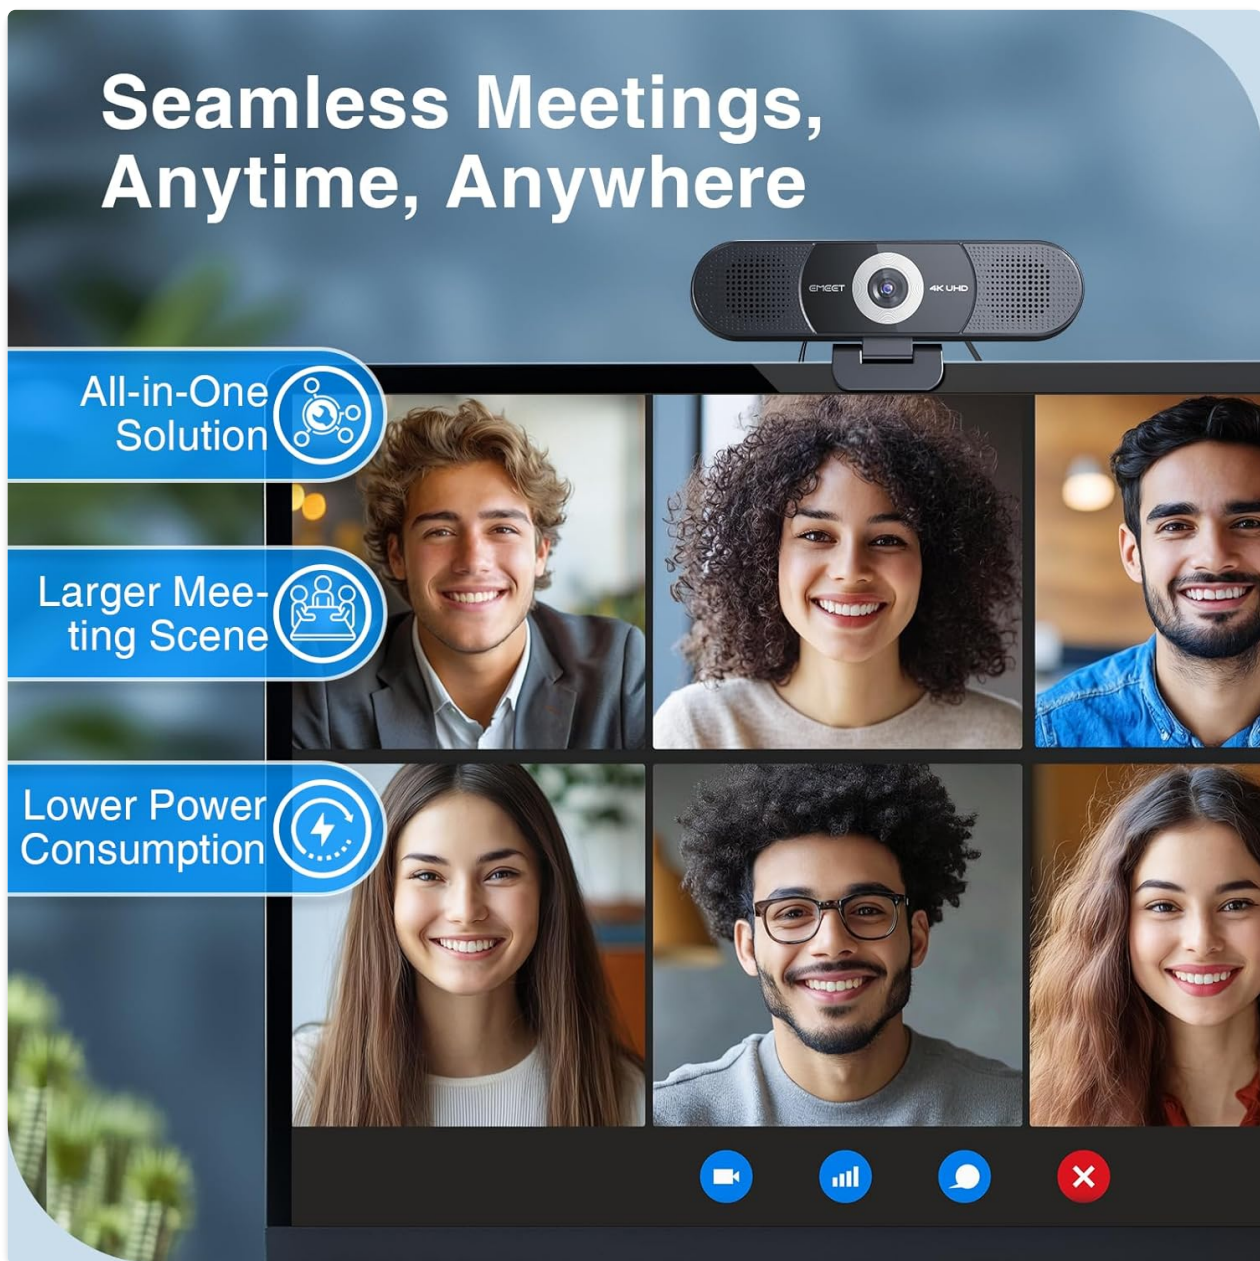 Seamless Meetings,
Anytime, Anywhere
EMEET
4K UHD
All-in-One
Solution
Larger Mee-
ting Scene
Lower Power
Consumption